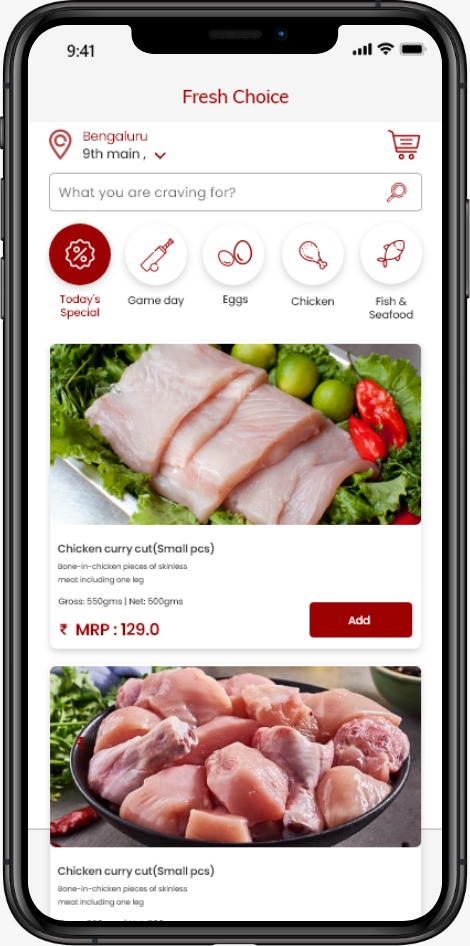 9:41
Fresh Choice
Bengaluru
9th main ,
What you are craving for?
Today's
Special
Game day
Eggs
Chicken
Fish &
Seafood
Chicken curry cut(Small pcs)
Bone-in-chicken pieces of skinless
meat including one leg
Gross: 550gms | Net: 500gms
₹ MRP : 129.0
Add
Chicken curry cut(Small pcs)
Bone-in-chicken pieces of skinless
meat including one leg